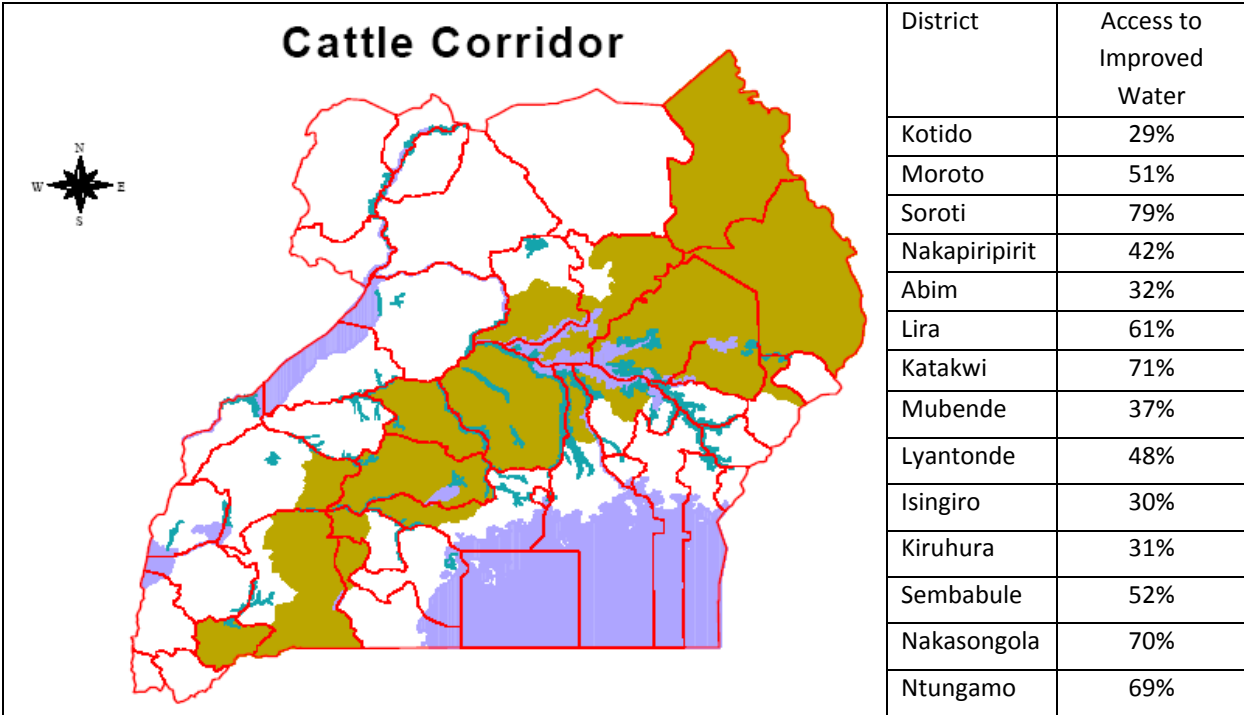 Cattle Corridor
N
W E
S
District Access to
Improved
Water
Kotido 29%
Moroto 51%
Soroti 79%
Nakapiripirit 42%
Abim 32%
Lira 61%
Katakwi 71%
Mubende 37%
Lyantonde 48%
Isingiro 30%
Kiruhura 31%
Sembabule 52%
Nakasongola 70%
Ntungamo 69%